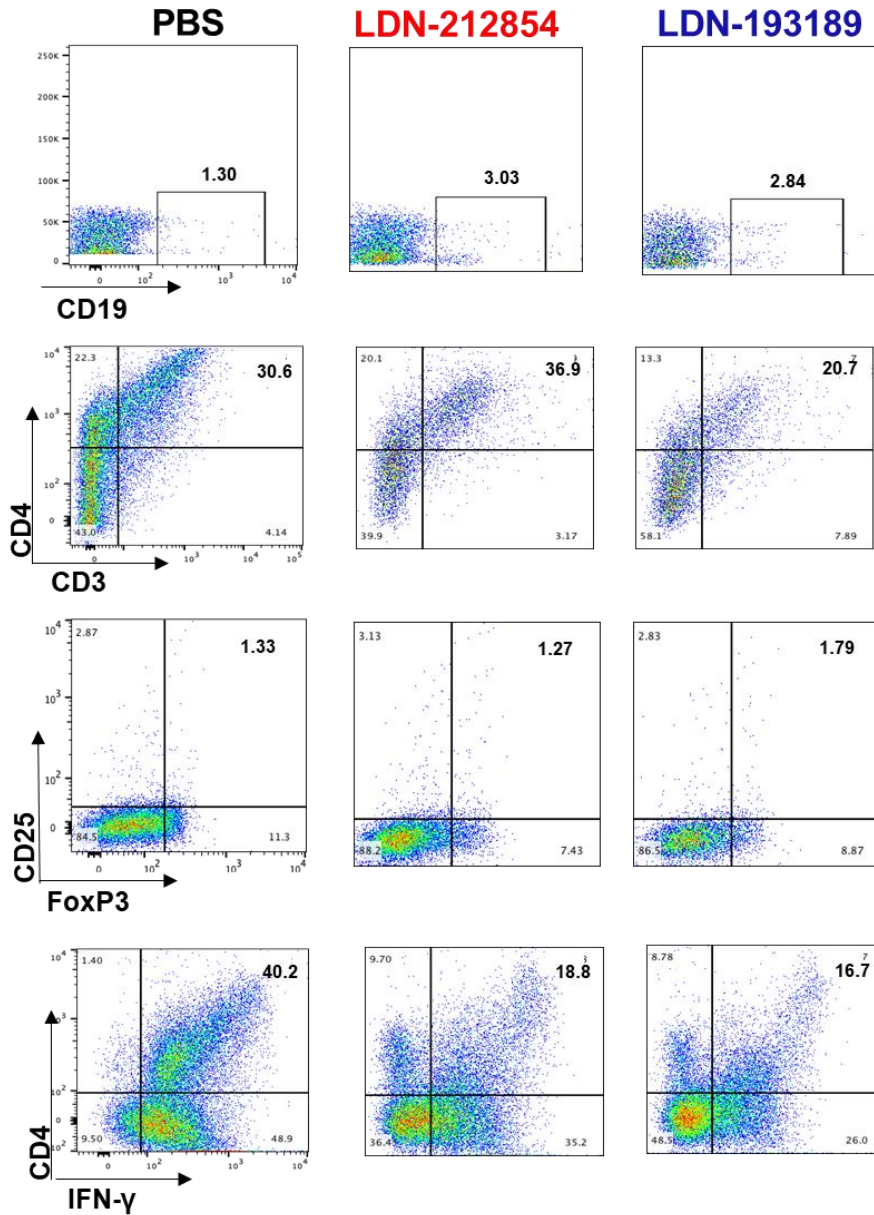 PBS LDN-212854 LDN-193189
250K
200K
150K
100K
50K
0
1.30 3.03 2.84
0 10² 10³ 10⁴
CD19
10⁴
10³
10²
0
22.3 30.6 20.1 36.9 13.3 20.7
43.0 4.14 39.9 3.17 58.1 7.89
0 10³ 10⁴ 10⁵
CD4
CD3
10⁴
10³
10²
0
2.87 1.33 3.13 1.27 2.83 1.79
84.5 11.3 88.2 7.43 86.5 8.87
0 10² 10³ 10⁴
CD25
FoxP3
10⁴
10³
10²
0
10²
1.40 40.2 9.70 18.8 8.78 16.7
9.50 48.9 36.4 35.2 48.5 26.0
0 10² 10³ 10⁴
CD4
IFN-γ